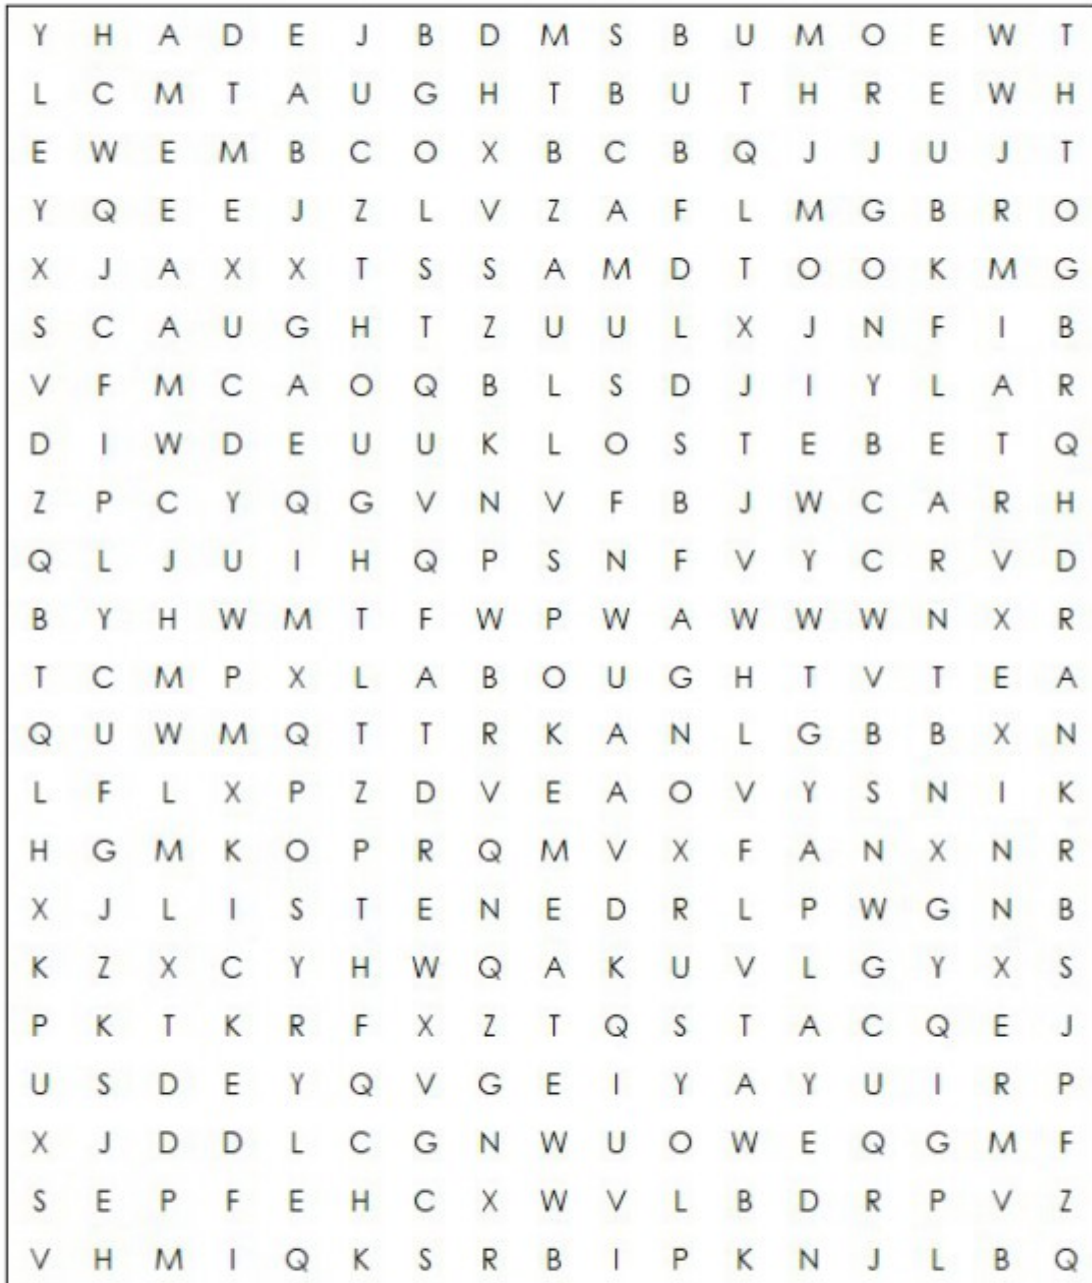 Y H A D E J B D M S B U M O E W T
L C M T A U G H T B U T H R E W H
E W E M B C O X B C B Q J J U J T
Y Q E E J Z L V Z A F L M G B R O
X J A X X T S S A M D T O O K M G
S C A U G H T Z U U L X J N F I B
V F M C A O Q B L S D J I Y L A R
D I W D E U U K L O S T E B E T Q
Z P C Y Q G V N V F B J W C A R H
Q L J U I H Q P S N F V Y C R V D
B Y H W M T F W P W A W W W N X R
T C M P X L A B O U G H T V T E A
Q U W M Q T T R K A N L G B B X N
L F L X P Z D V E A O V Y S N I K
H G M K O P R Q M V X F A N X N R
X J L I S T E N E D R L P W G N B
K Z X C Y H W Q A K U V L G Y X S
P K T K R F X Z T Q S T A C Q E J
U S D E Y Q V G E I Y A Y U I R P
X J D D L C G N W U O W E Q G M F
S E P F E H C X W V L B D R P V Z
V H M I Q K S R B I P K N J L B Q